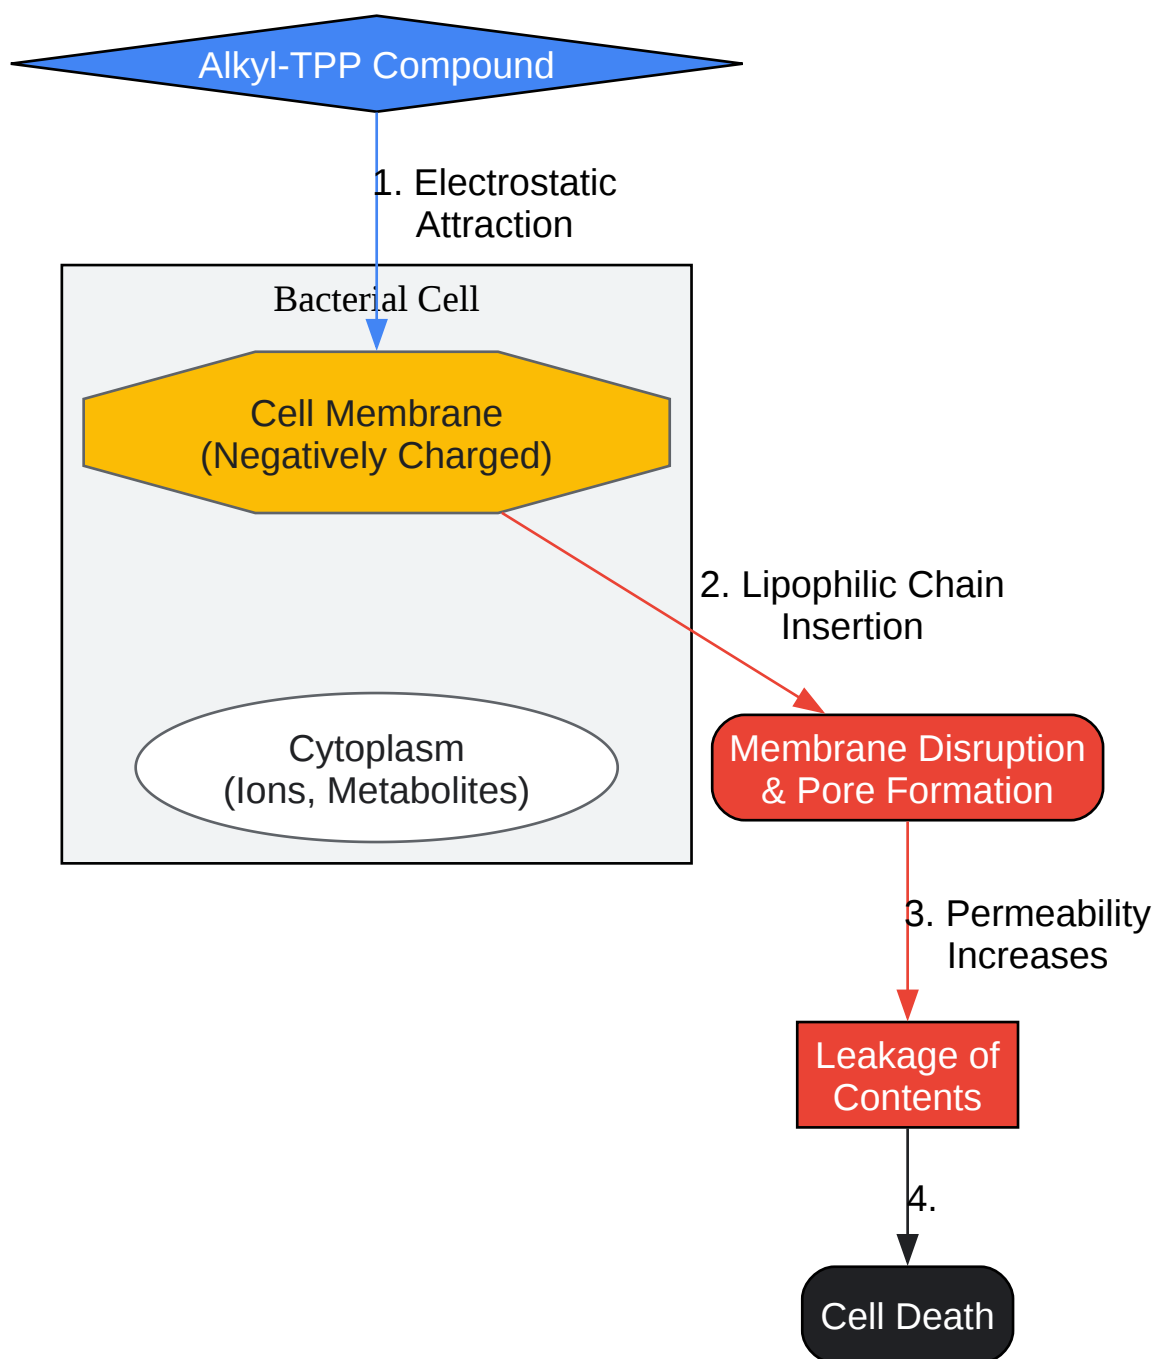 Alkyl-TPP Compound
1. Electrostatic
Attraction
Bacterial Cell
Cell Membrane
(Negatively Charged)
2. Lipophilic Chain
Insertion
Cytoplasm
(Ions, Metabolites)
Membrane Disruption
& Pore Formation
3. Permeability
Increases
Leakage of
Contents
4.
Cell Death